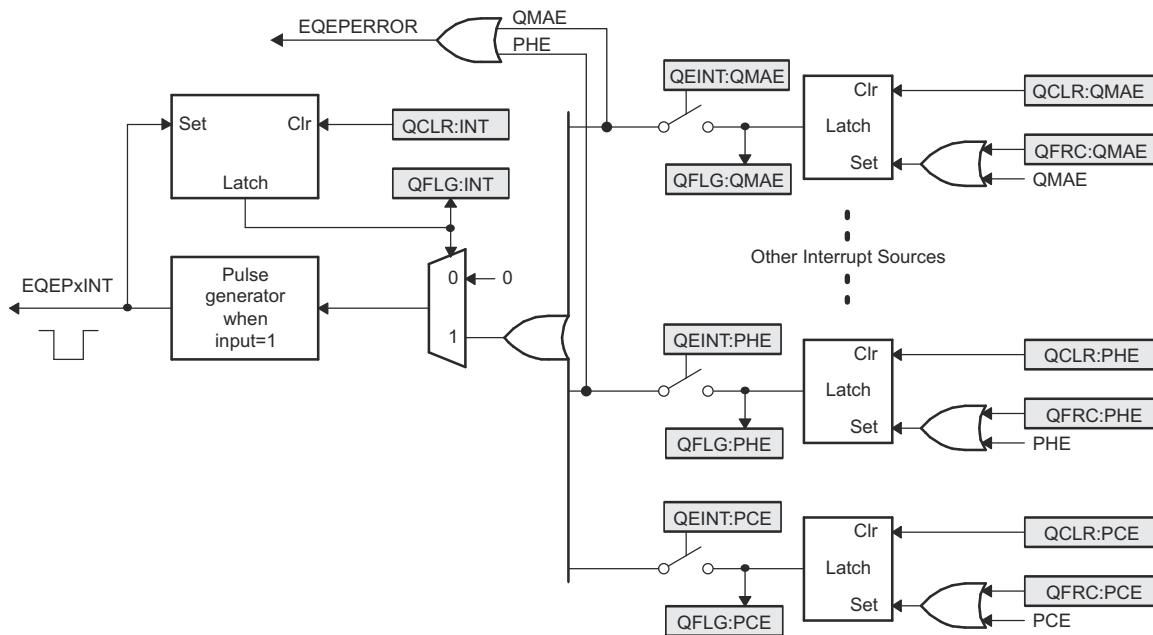 EQEPERROR
QMAE
PHE
Set
Clr
Latch
QCLR:INT
QFLG:INT
EQEPxINT
Pulse
generator
when
input=1
0
0
1
QEINT:QMAE
QFLG:QMAE
Clr
Latch
Set
QCLR:QMAE
QFRC:QMAE
QMAE
Other Interrupt Sources
QEINT:PHE
QFLG:PHE
Clr
Latch
Set
QCLR:PHE
QFRC:PHE
PHE
QEINT:PCE
QFLG:PCE
Clr
Latch
Set
QCLR:PCE
QFRC:PCE
PCE